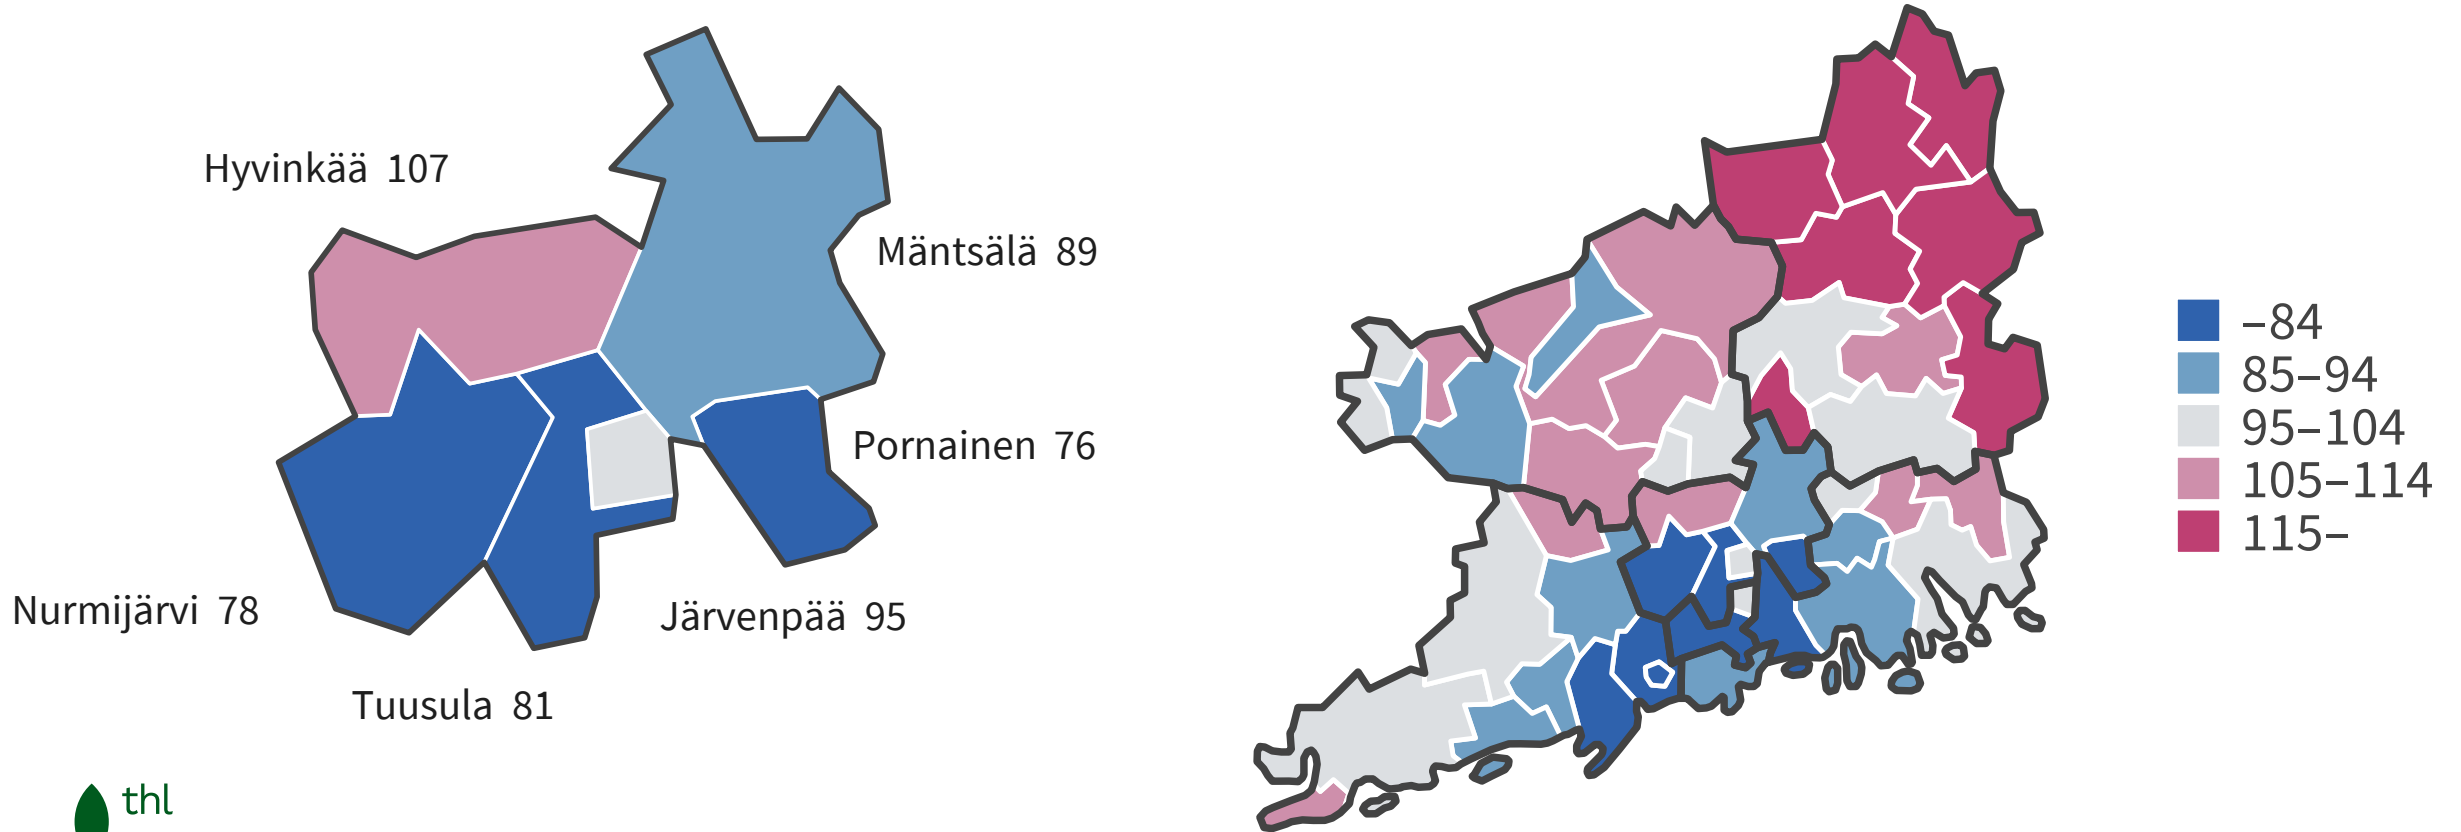 Hyvinkää 107
Mäntsälä 89
Pornainen 76
Nurmijärvi 78
Järvenpää 95
Tuusula 81
thl
–84
85–94
95–104
105–114
115–